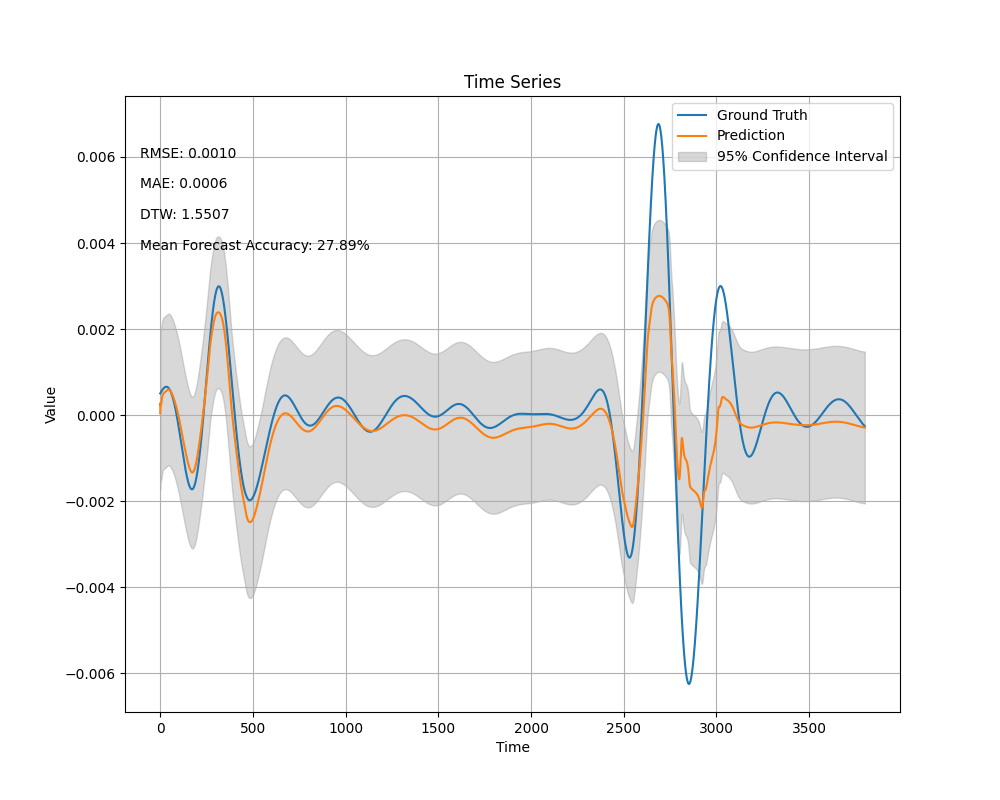 Time Series
Ground Truth
Prediction
95% Confidence Interval
RMSE: 0.0010
MAE: 0.0006
DTW: 1.5507
Mean Forecast Accuracy: 27.89%
Value
0.006
0.004
0.002
0.000
−0.002
−0.004
−0.006
0 500 1000 1500 2000 2500 3000 3500
Time